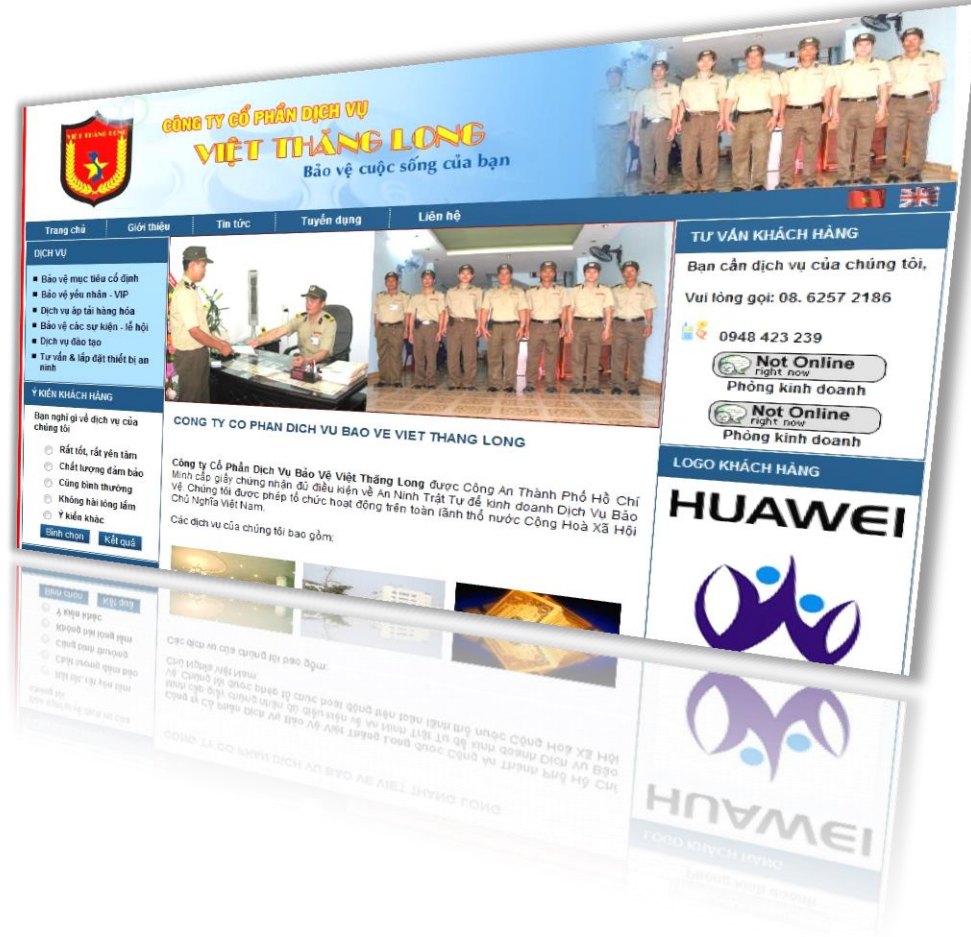 VIỆT THĂNG LONG
CÔNG TY CỔ PHẦN DỊCH VỤ
VIỆT THĂNG LONG
Bảo vệ cuộc sống của bạn
Trang chủ
Giới thiệu
Tin tức
Tuyển dụng
Liên hệ
DỊCH VỤ
Bảo vệ mục tiêu cố định
Bảo vệ yếu nhân - VIP
Dịch vụ áp tải hàng hóa
Bảo vệ các sự kiện - lễ hội
Dịch vụ đào tạo
Tư vấn & lắp đặt thiết bị an
ninh
Ý KIẾN KHÁCH HÀNG
Bạn nghĩ gì về dịch vụ của
chúng tôi
Rất tốt, rất yên tâm
Chất lượng đảm bảo
Cũng bình thường
Không hài lòng lắm
Ý kiến khác
Bình chọn
Kết quả
CONG TY CO PHAN DICH VU BAO VE VIET THANG LONG
Công ty Cổ Phần Dịch Vụ Bảo Vệ Việt Thăng Long được Công An Thành Phố Hồ Chí
Minh cấp giấy chứng nhận đủ điều kiện về An Ninh Trật Tự để kinh doanh Dịch Vụ Bảo
Vệ. Chúng tôi được phép tổ chức hoạt động trên toàn lãnh thổ nước Cộng Hoà Xã Hội
Chủ Nghĩa Việt Nam.
Các dịch vụ của chúng tôi bao gồm:
TƯ VẤN KHÁCH HÀNG
Bạn cần dịch vụ của chúng tôi,
Vui lòng gọi: 08. 6257 2186
0948 423 239
Not Online
right now
Phòng kinh doanh
Not Online
right now
Phòng kinh doanh
LOGO KHÁCH HÀNG
HUAWEI